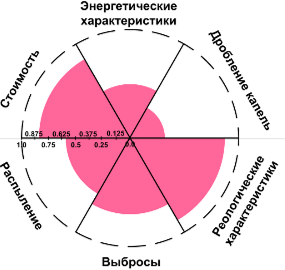 Энергетические
характеристики
Стоимость
Дробление капель
0.875 0.625 0.375 0.125
1.0 0.75 0.5 0.25 0.0
Распыление
Реологические
характеристики
Выбросы